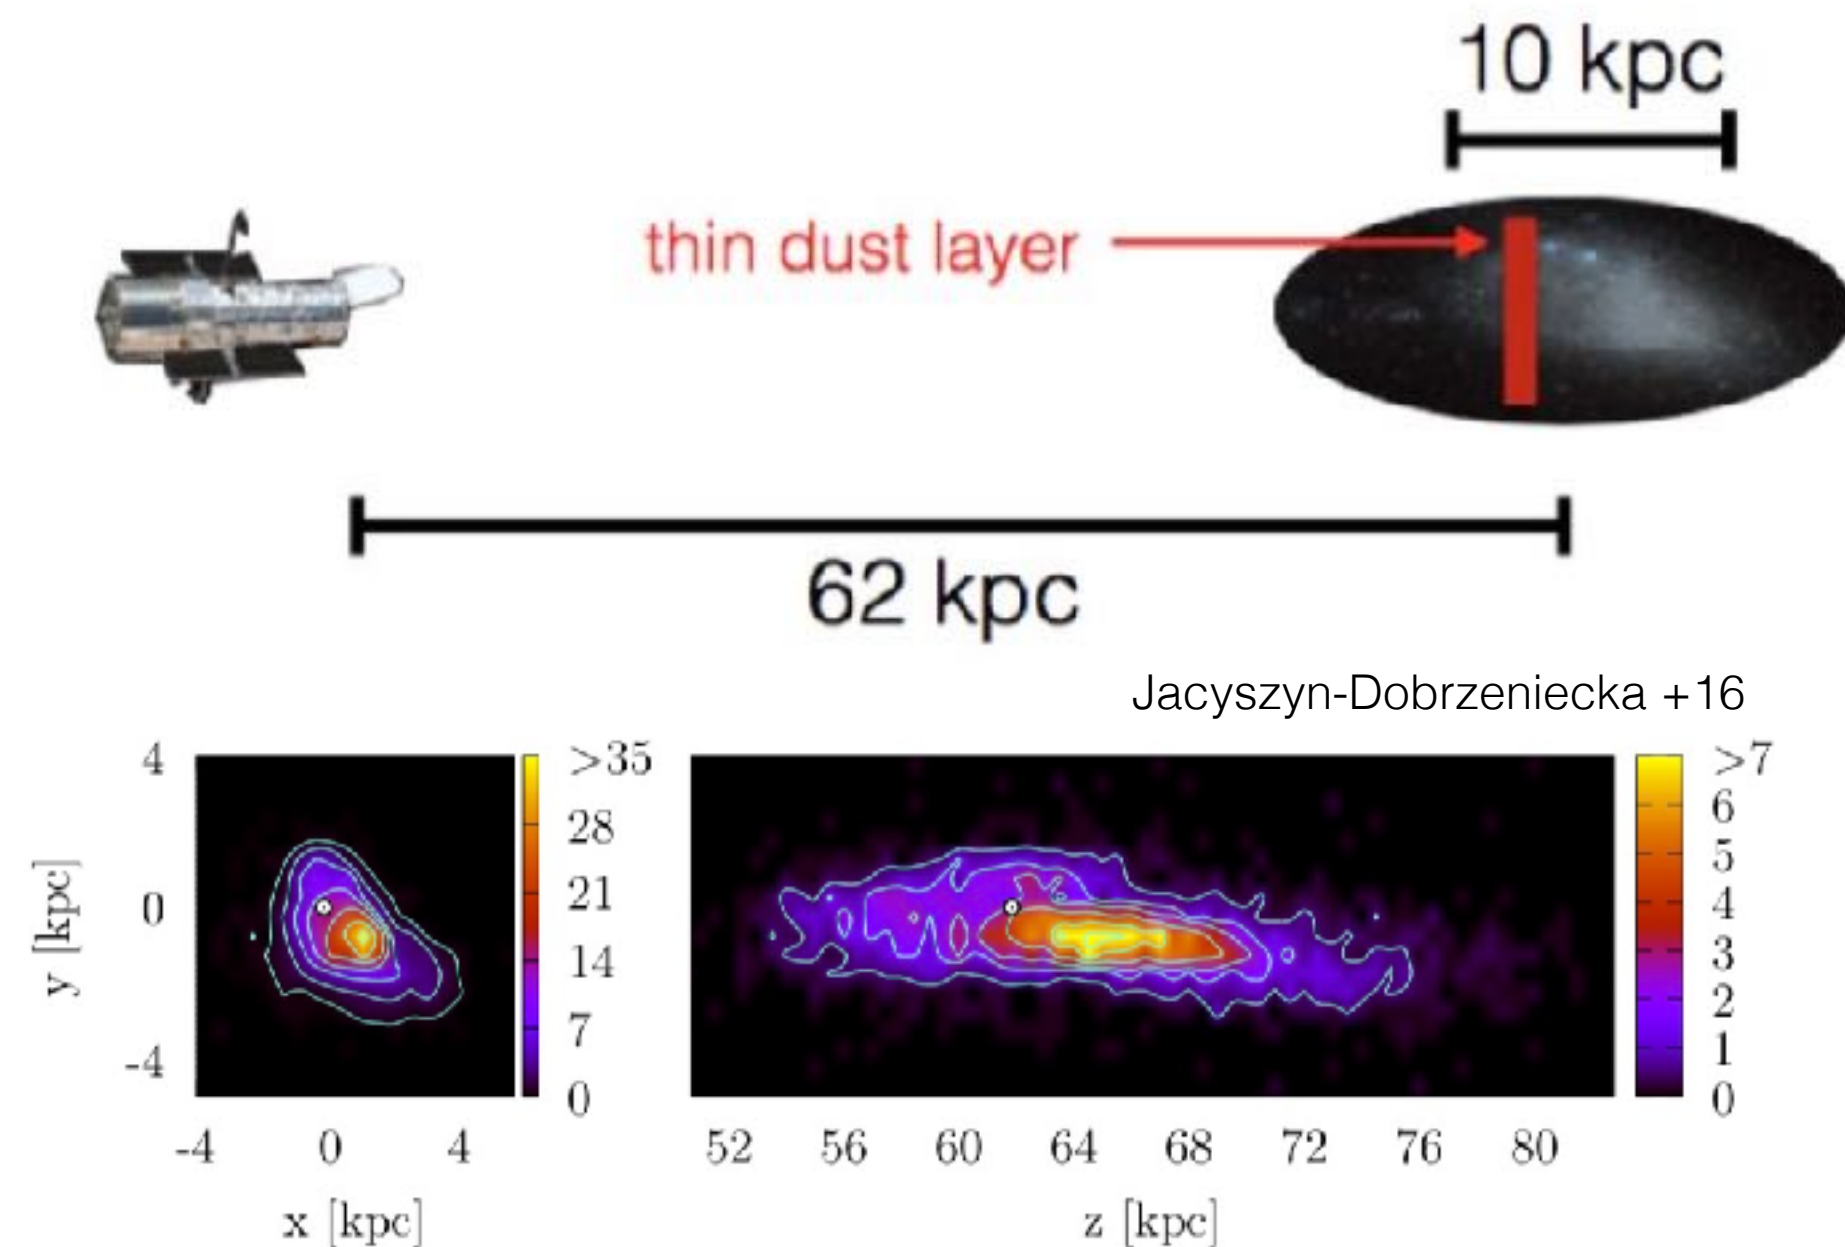 10 kpc
thin dust layer
62 kpc
Jacyszyn-Dobrzeniecka +16
4
0
-4
y [kpc]
-4 0 4
x [kpc]
>35
28
21
14
7
0
52 56 60 64 68 72 76 80
z [kpc]
>7
6
5
4
3
2
1
0